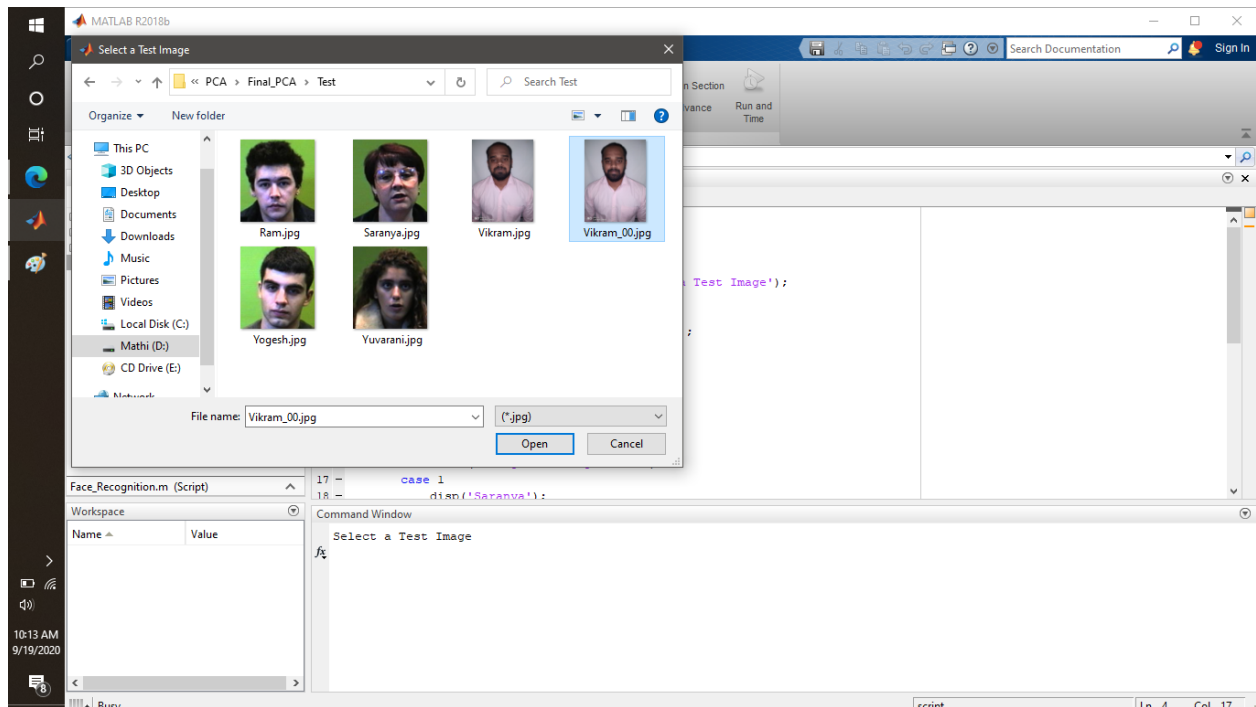 MATLAB R2018b
Select a Test Image
Search Documentation
Sign In
« PCA › Final_PCA › Test
Search Test
Organize
New folder
n Section
vance
Run and
Time
This PC
3D Objects
Desktop
Documents
Downloads
Music
Pictures
Videos
Local Disk (C:)
Mathi (D:)
CD Drive (E:)
Network
Ram.jpg
Saranya.jpg
Vikram.jpg
Vikram_00.jpg
Yogesh.jpg
Yuvarani.jpg
a Test Image');
;
File name: Vikram_00.jpg
(*.jpg)
Open
Cancel
Face_Recognition.m (Script)
17 – case 1
18 – disp('Saranya');
Workspace
Name
Value
Command Window
Select a Test Image
fx
10:13 AM
9/19/2020
8
Busy
script
Ln 4 Col 17